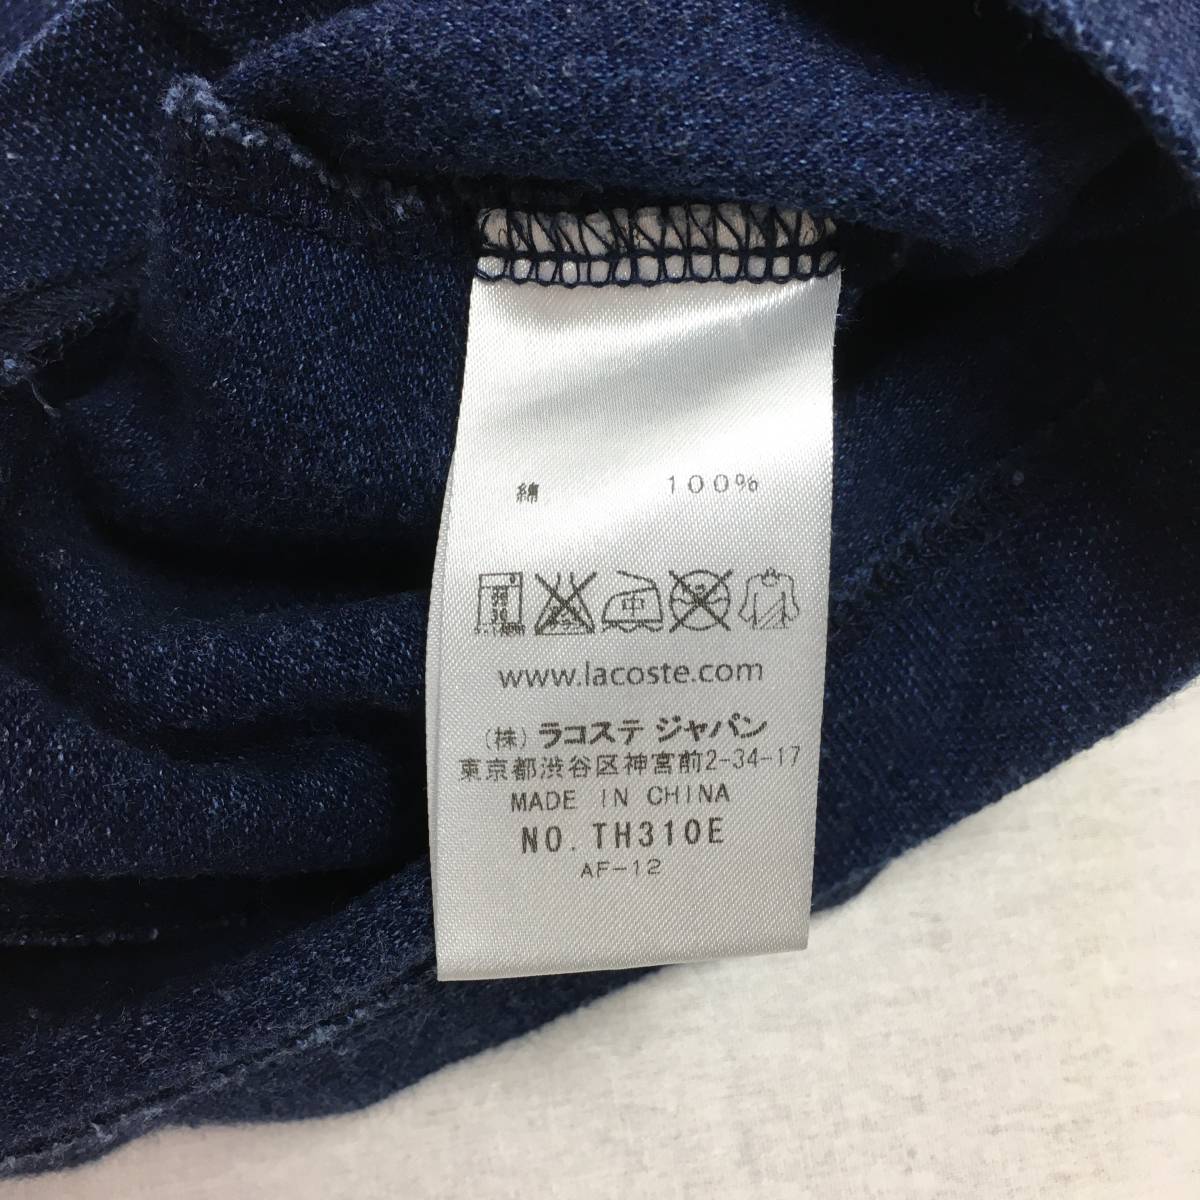 綿 100%
中
www.lacoste.com
(株) ラコステ ジャパン
東京都渋谷区神宮前2-34-17
MADE IN CHINA
NO. TH310E
AF-12